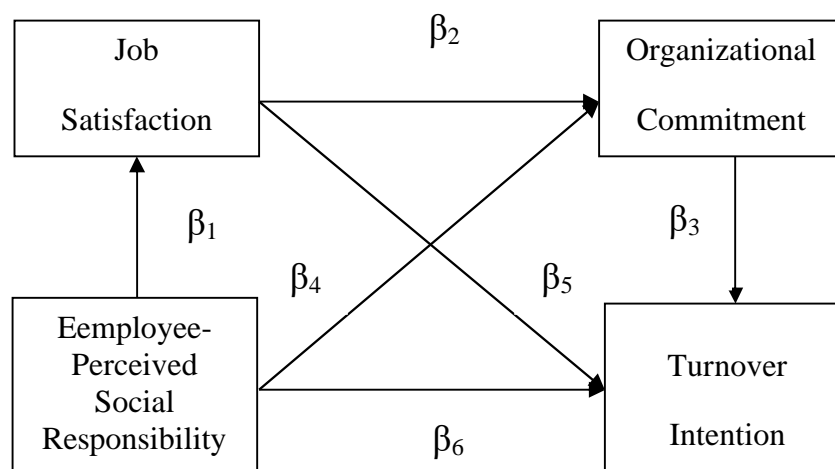 Job
Satisfaction
β2
Organizational
Commitment
β1
β4
β5
β3
Eemployee-
Perceived
Social
Responsibility
β6
Turnover
Intention